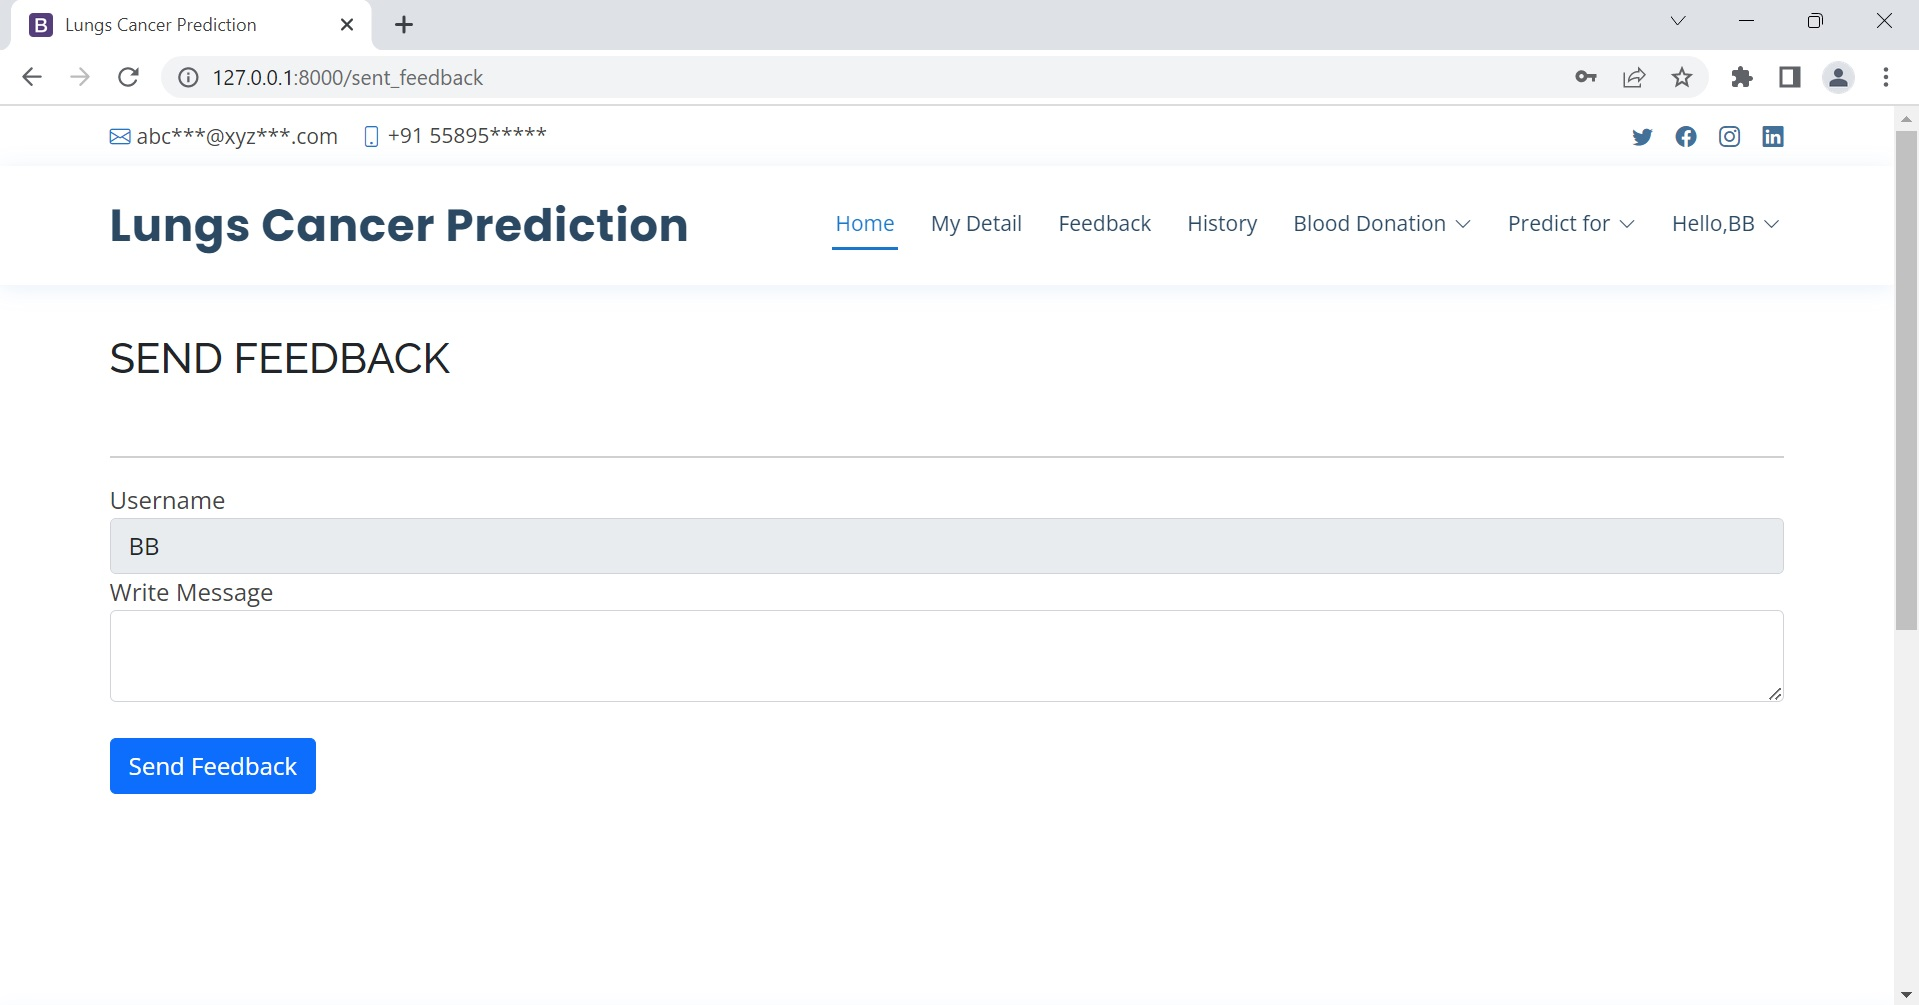 B Lungs Cancer Prediction
127.0.0.1:8000/sent_feedback
abc***@xyz***.com +91 55895*****
Lungs Cancer Prediction Home My Detail Feedback History Blood Donation Predict for Hello,BB
SEND FEEDBACK
Username
BB
Write Message
Send Feedback